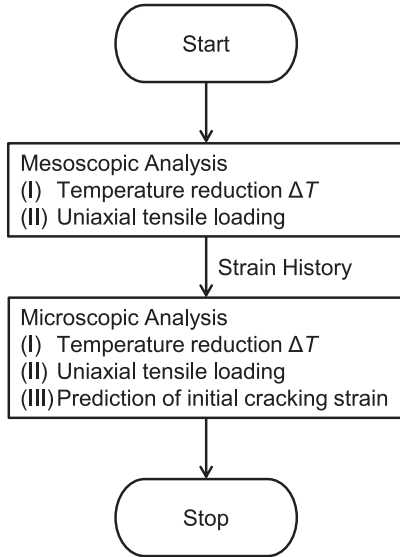 Start
Mesoscopic Analysis
(I) Temperature reduction ΔT
(II) Uniaxial tensile loading
Strain History
Microscopic Analysis
(I) Temperature reduction ΔT
(II) Uniaxial tensile loading
(III) Prediction of initial cracking strain
Stop